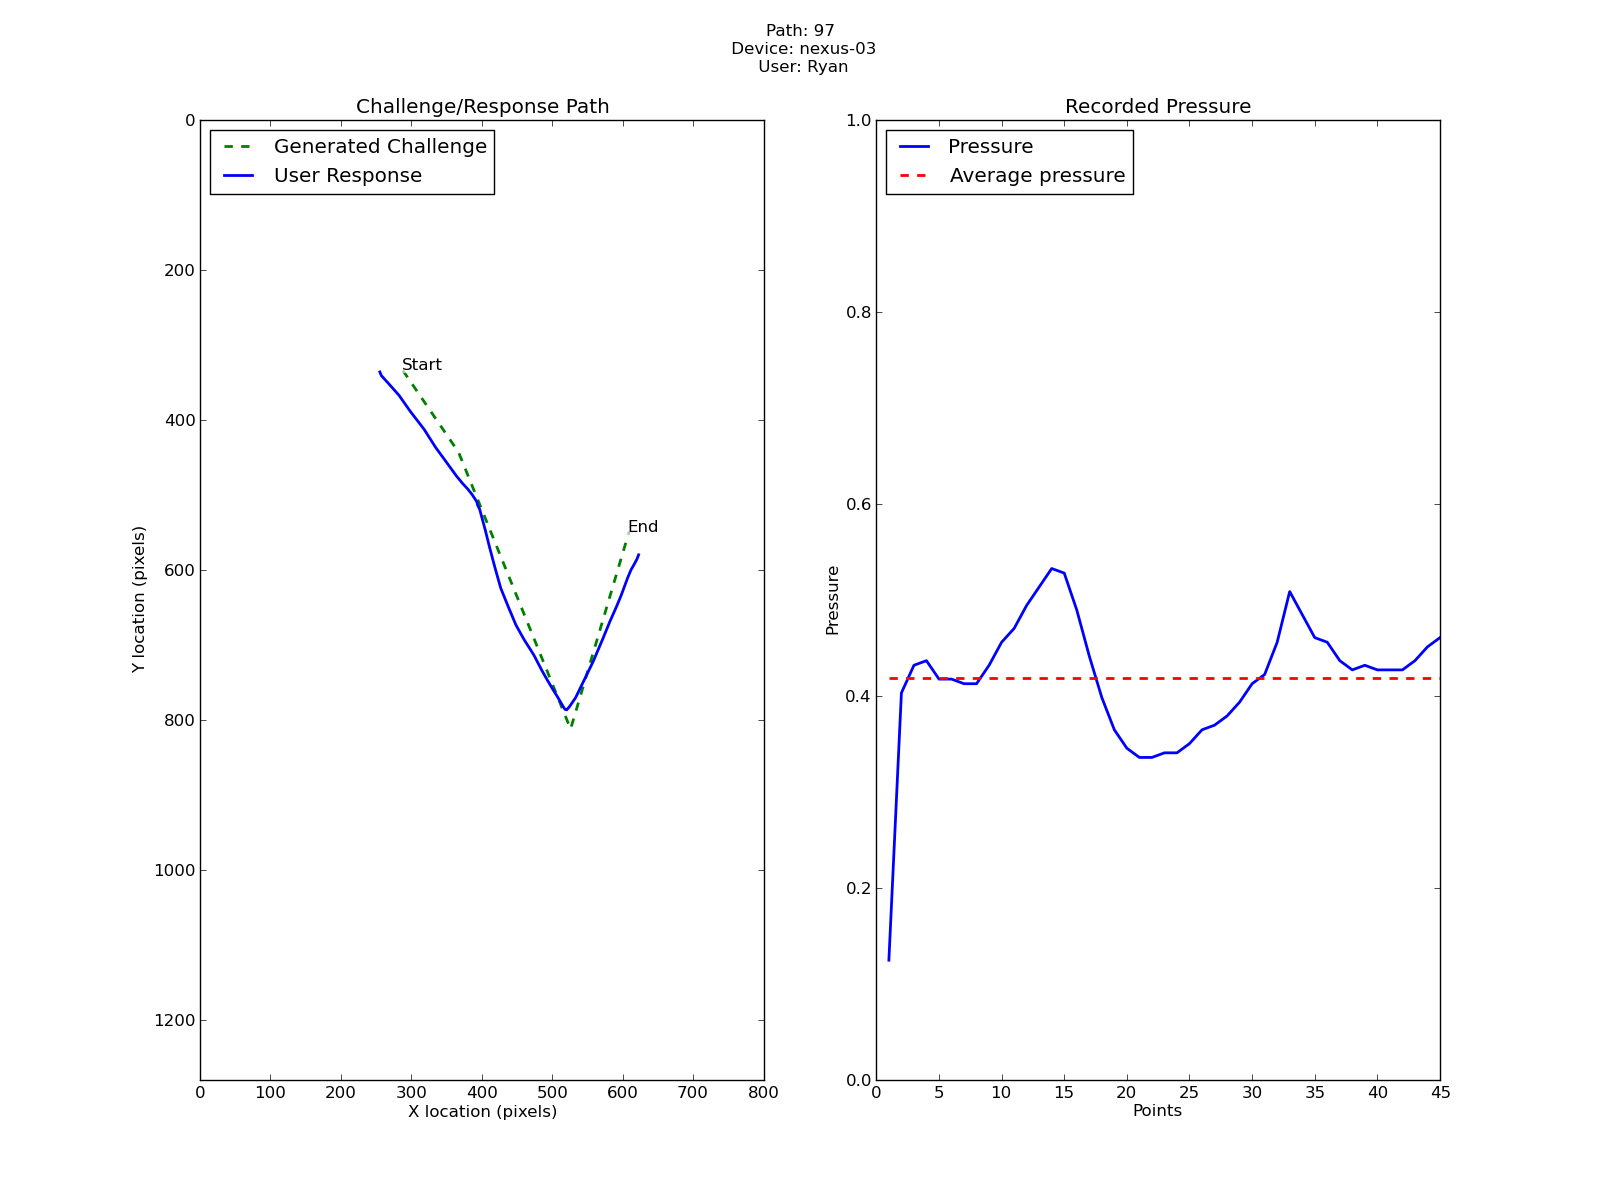 Path: 97
Device: nexus-03
User: Ryan
Challenge/Response Path
Generated Challenge
User Response
Start
End
0
200
400
600
800
1000
1200
Y location (pixels)
0 100 200 300 400 500 600 700 800
X location (pixels)
Recorded Pressure
Pressure
Average pressure
1.0
0.8
0.6
0.4
0.2
0.0
Pressure
0 5 10 15 20 25 30 35 40 45
Points